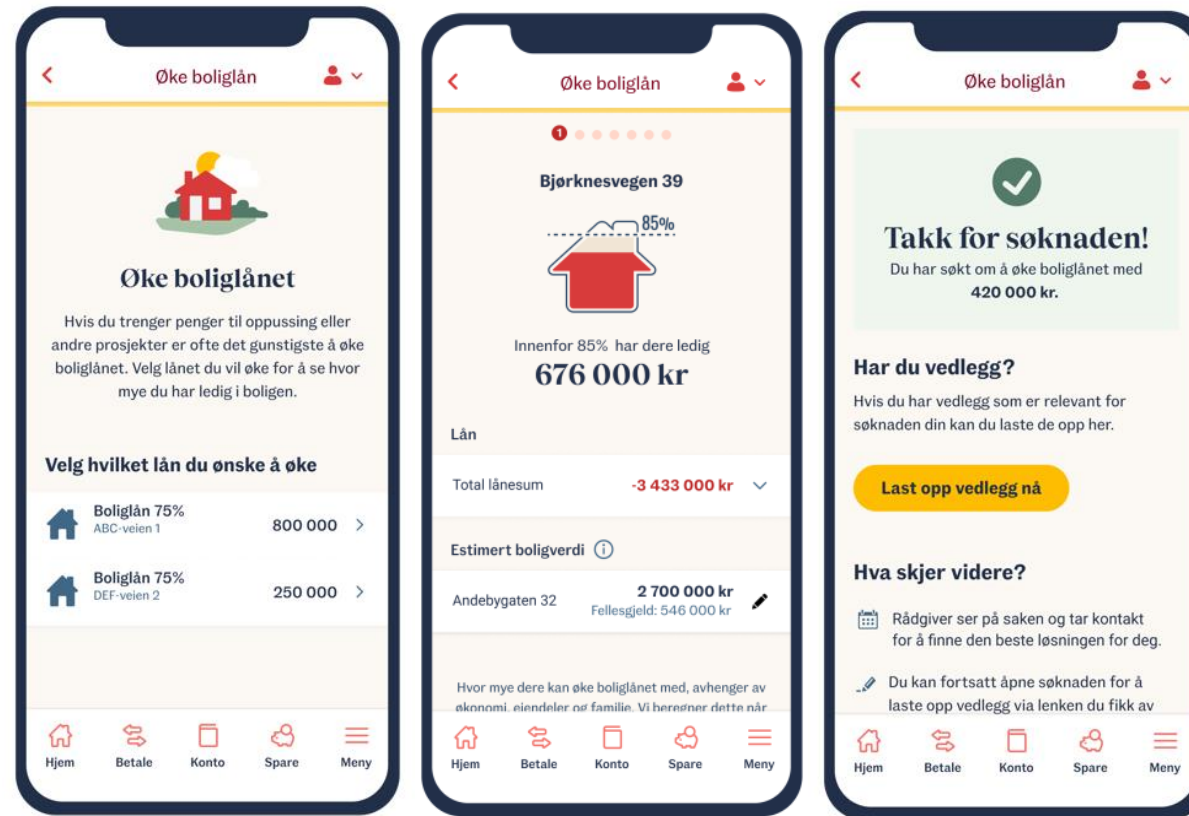 Øke boliglån
Øke boliglånet
Hvis du trenger penger til oppussing eller
andre prosjekter er ofte det gunstigste å øke
boliglånet. Velg lånet du vil øke for å se hvor
mye du har ledig i boligen.
Velg hvilket lån du ønske å øke
Boliglån 75%
ABC-veien 1
800 000
Boliglån 75%
DEF-veien 2
250 000
Hjem Betale Konto Spare Meny
Øke boliglån
1
Bjørknesvegen 39
85%
Innenfor 85% har dere ledig
676 000 kr
Lån
Total lånesum -3 433 000 kr
Estimert boligverdi
Andebygaten 32
2 700 000 kr
Fellesgjeld: 546 000 kr
Hvor mye dere kan øke boliglånet med, avhenger av
økonomi, eiendeler og familie. Vi beregner dette når
Hjem Betale Konto Spare Meny
Øke boliglån
Takk for søknaden!
Du har søkt om å øke boliglånet med
420 000 kr.
Har du vedlegg?
Hvis du har vedlegg som er relevant for
søknaden din kan du laste de opp her.
Last opp vedlegg nå
Hva skjer videre?
Rådgiver ser på saken og tar kontakt
for å finne den beste løsningen for deg.
Du kan fortsatt åpne søknaden for å
laste opp vedlegg via lenken du fikk av
Hjem Betale Konto Spare Meny